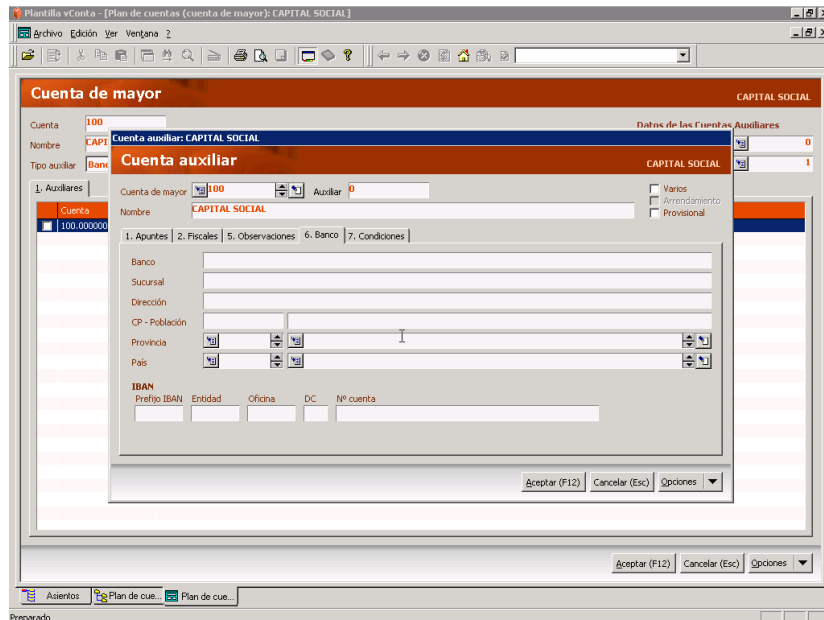 Plantilla vConta - [Plan de cuentas (cuenta de mayor): CAPITAL SOCIAL]
Archivo Edición Ver Ventana ?
Cuenta de mayor
CAPITAL SOCIAL
Cuenta 100
Datos de las Cuentas Auxiliares
Nombre CAPI
0
Tipo auxiliar Banc
1
1. Auxiliares
Cuenta
100.000000
Cuenta auxiliar: CAPITAL SOCIAL
Cuenta auxiliar
CAPITAL SOCIAL
Cuenta de mayor 100 Auxiliar 0
Varios
Arrendamiento
Nombre CAPITAL SOCIAL
Provisional
1. Apuntes 2. Fiscales 5. Observaciones 6. Banco 7. Condiciones
Banco
Sucursal
Dirección
CP - Población
Provincia
País
IBAN
Prefijo IBAN Entidad Oficina DC Nº cuenta
Aceptar (F12) Cancelar (Esc) Opciones
Aceptar (F12) Cancelar (Esc) Opciones
Asientos Plan de cue... Plan de cue...
Preparado